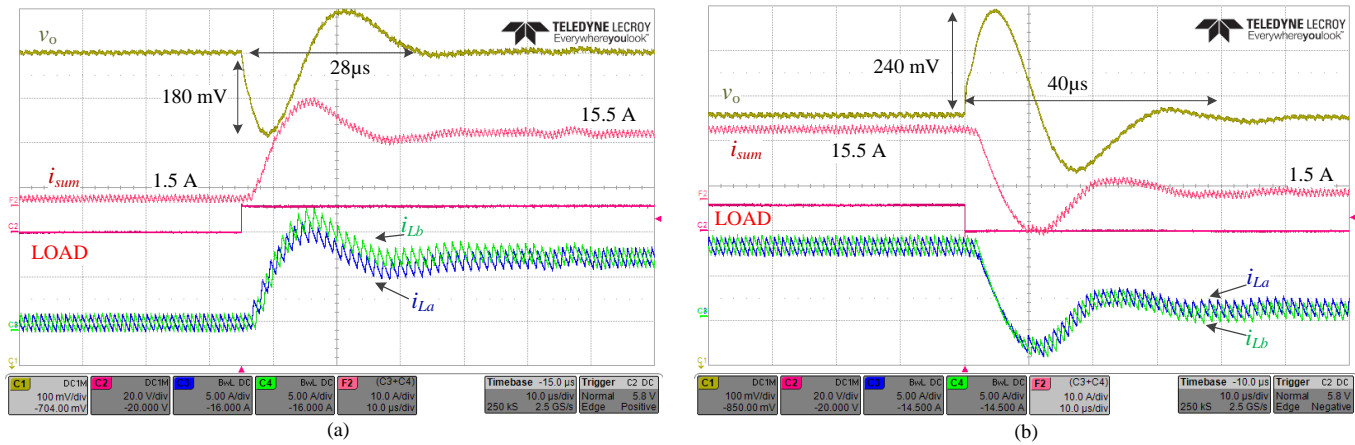 TELEDYNE LECROY
Everywhereyoulook™
v_o
28µs
180 mV
15.5 A
i_sum
1.5 A
LOAD
i_Lb
i_La
C1 DC1M
100 mV/div
-704.00 mV
C2 DC1M
20.0 V/div
-20.000 V
C3 BwL DC
5.00 A/div
-16.000 A
C4 BwL DC
5.00 A/div
-16.000 A
F2 (C3+C4)
10.0 A/div
10.0 µs/div
Timebase -15.0 µs
10.0 µs/div
250 kS 2.5 GS/s
Trigger C2 DC
Normal 5.8 V
Edge Positive
(a)
TELEDYNE LECROY
Everywhereyoulook™
240 mV
40µs
v_o
15.5 A
i_sum
1.5 A
LOAD
i_La
i_Lb
C1 DC1M
100 mV/div
-850.00 mV
C2 DC1M
20.0 V/div
-20.000 V
C3 BwL DC
5.00 A/div
-14.500 A
C4 BwL DC
5.00 A/div
-14.500 A
F2 (C3+C4)
10.0 A/div
10.0 µs/div
Timebase -10.0 µs
10.0 µs/div
250 kS 2.5 GS/s
Trigger C2 DC
Normal 5.8 V
Edge Negative
(b)